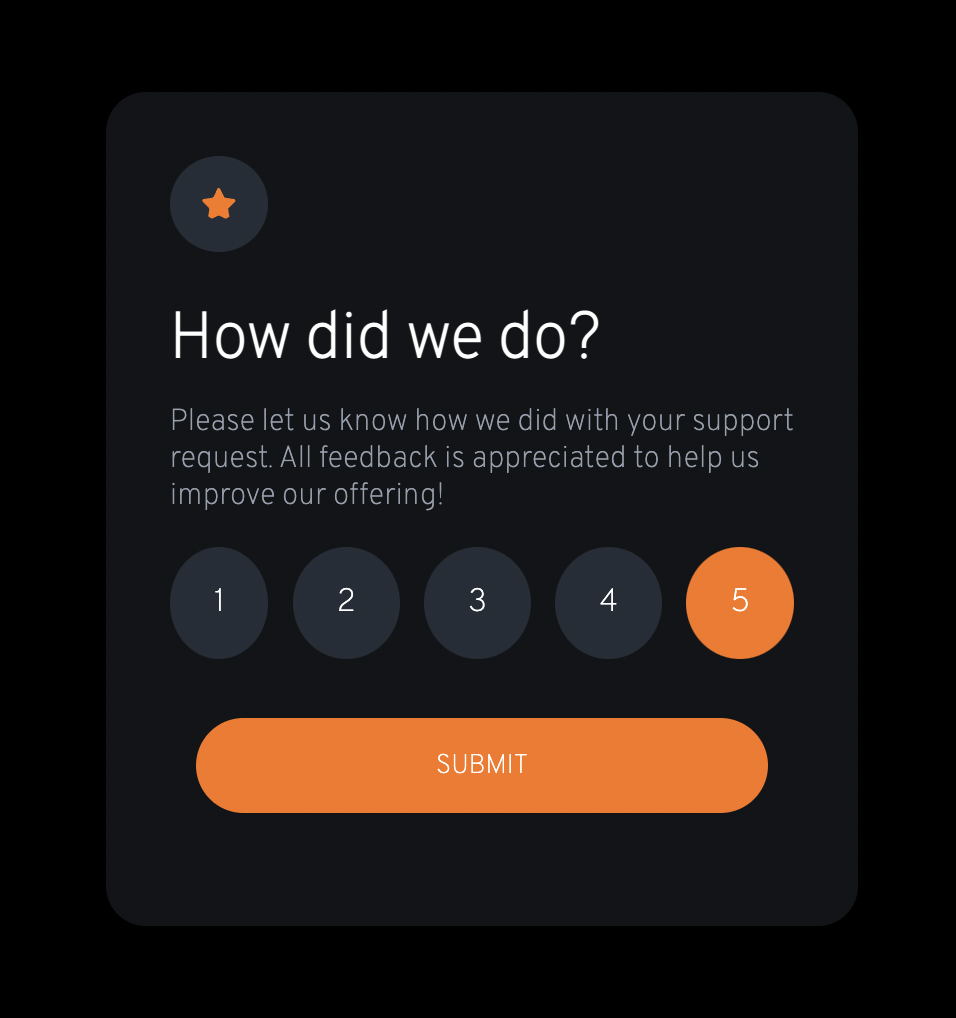 How did we do?
Please let us know how we did with your support
request. All feedback is appreciated to help us
improve our offering!
1 2 3 4 5
SUBMIT